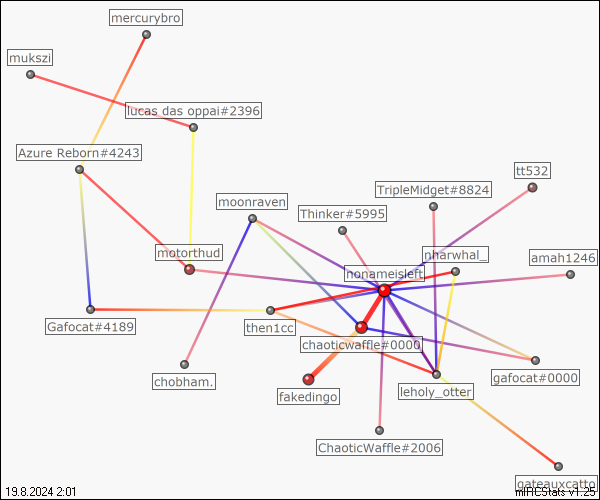 mercurybro
mukszi
lucas das oppai#2396
Azure Reborn#4243
tt532
TripleMidget#8824
moonraven
Thinker#5995
motorthud
nharwhal_
amah1246
nonameisleft
Gafocat#4189
then1cc
chaoticwaffle#0000
chobham.
gafocat#0000
fakedingo
leholy_otter
ChaoticWaffle#2006
gateauxcatto
19.8.2024 2:01
mIRCStats v1.25